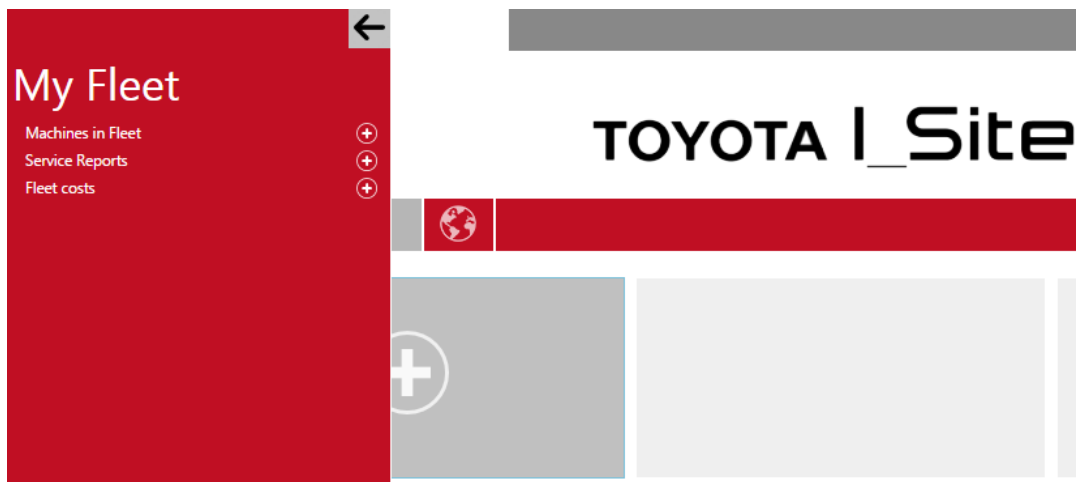 My Fleet
Machines in Fleet
Service Reports
Fleet costs
TOYOTA I_Site